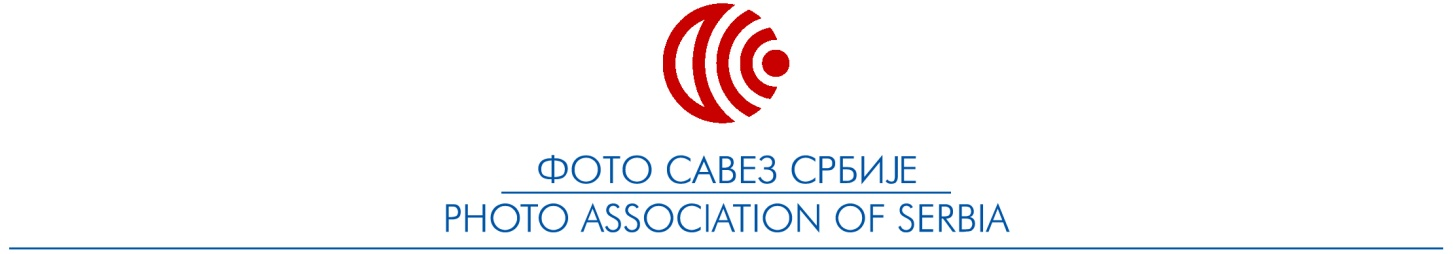 ФОТО САВЕЗ СРБИЈЕ
PHOTO ASSOCIATION OF SERBIA